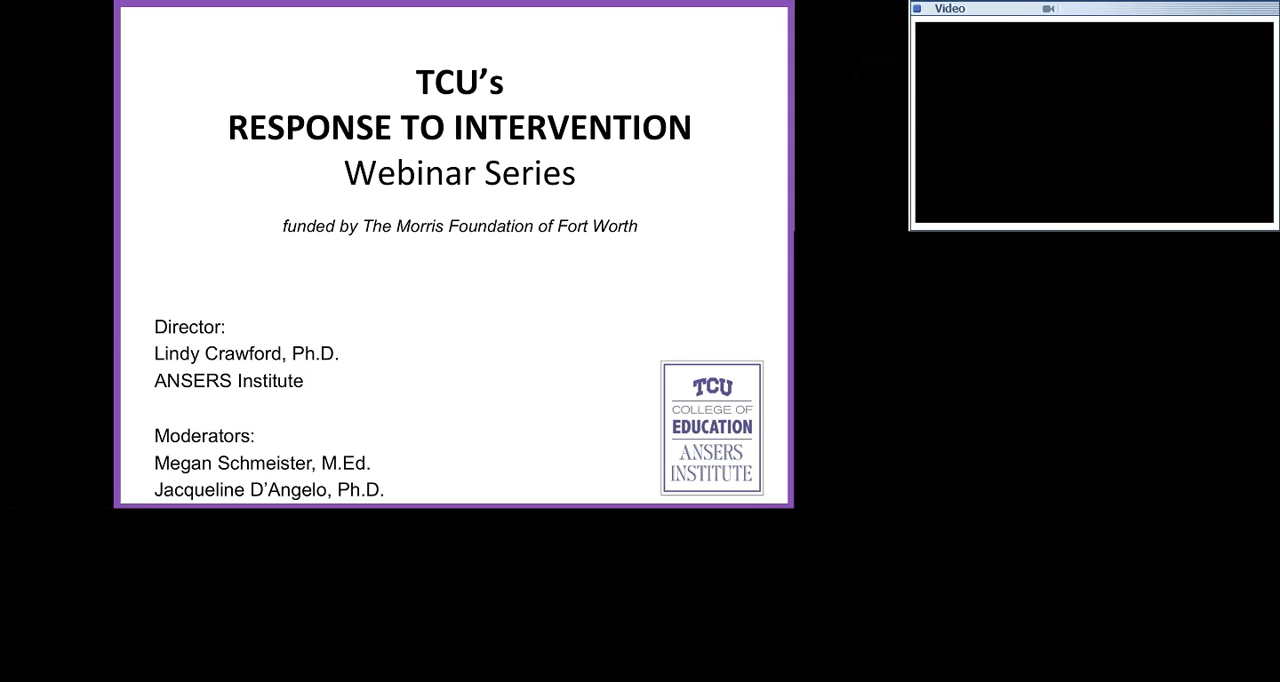 TCU’s
RESPONSE TO INTERVENTION
Webinar Series
funded by The Morris Foundation of Fort Worth
Director:
Lindy Crawford, Ph.D.
ANSERS Institute
Moderators:
Megan Schmeister, M.Ed.
Jacqueline D’Angelo, Ph.D.
TCU
COLLEGE OF
EDUCATION
ANSERS
INSTITUTE
Video